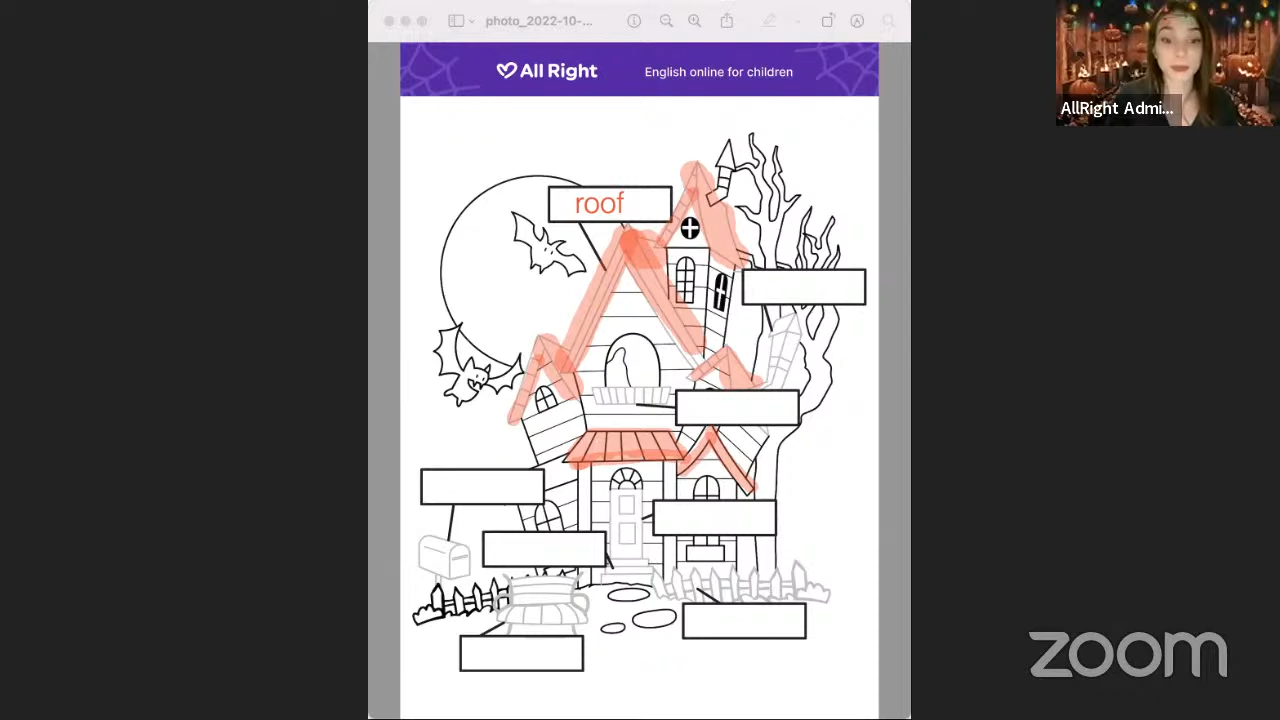 photo_2022-10-...
All Right
English online for children
AllRight Admi...
roof
zoom